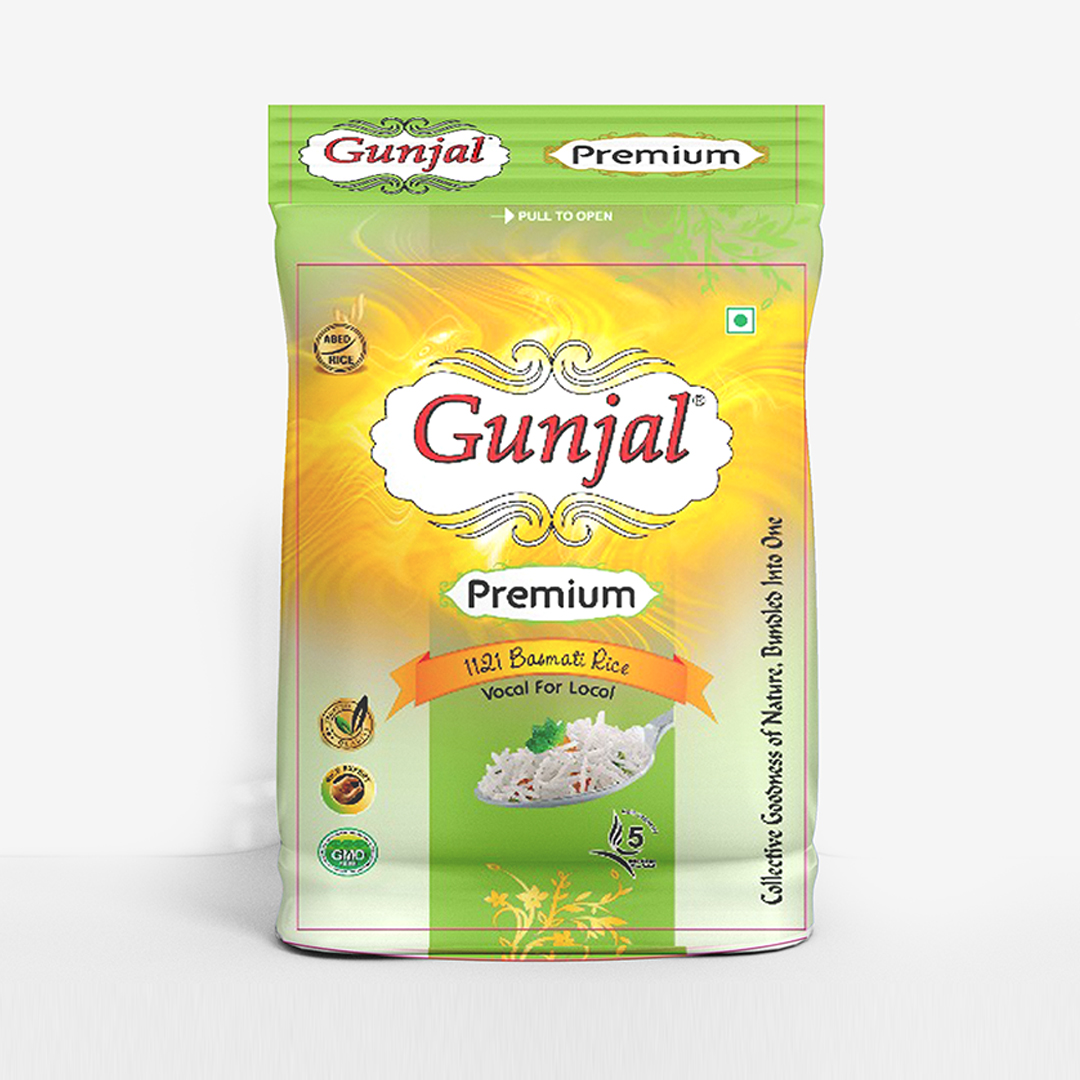 Gunjal
Premium
PULL TO OPEN
ABED
RICE
Gunjal®
Premium
1121 Basmati Rice
Vocal For Local
Collective Goodness of Nature, Bundled Into One
GMO
FREE
5